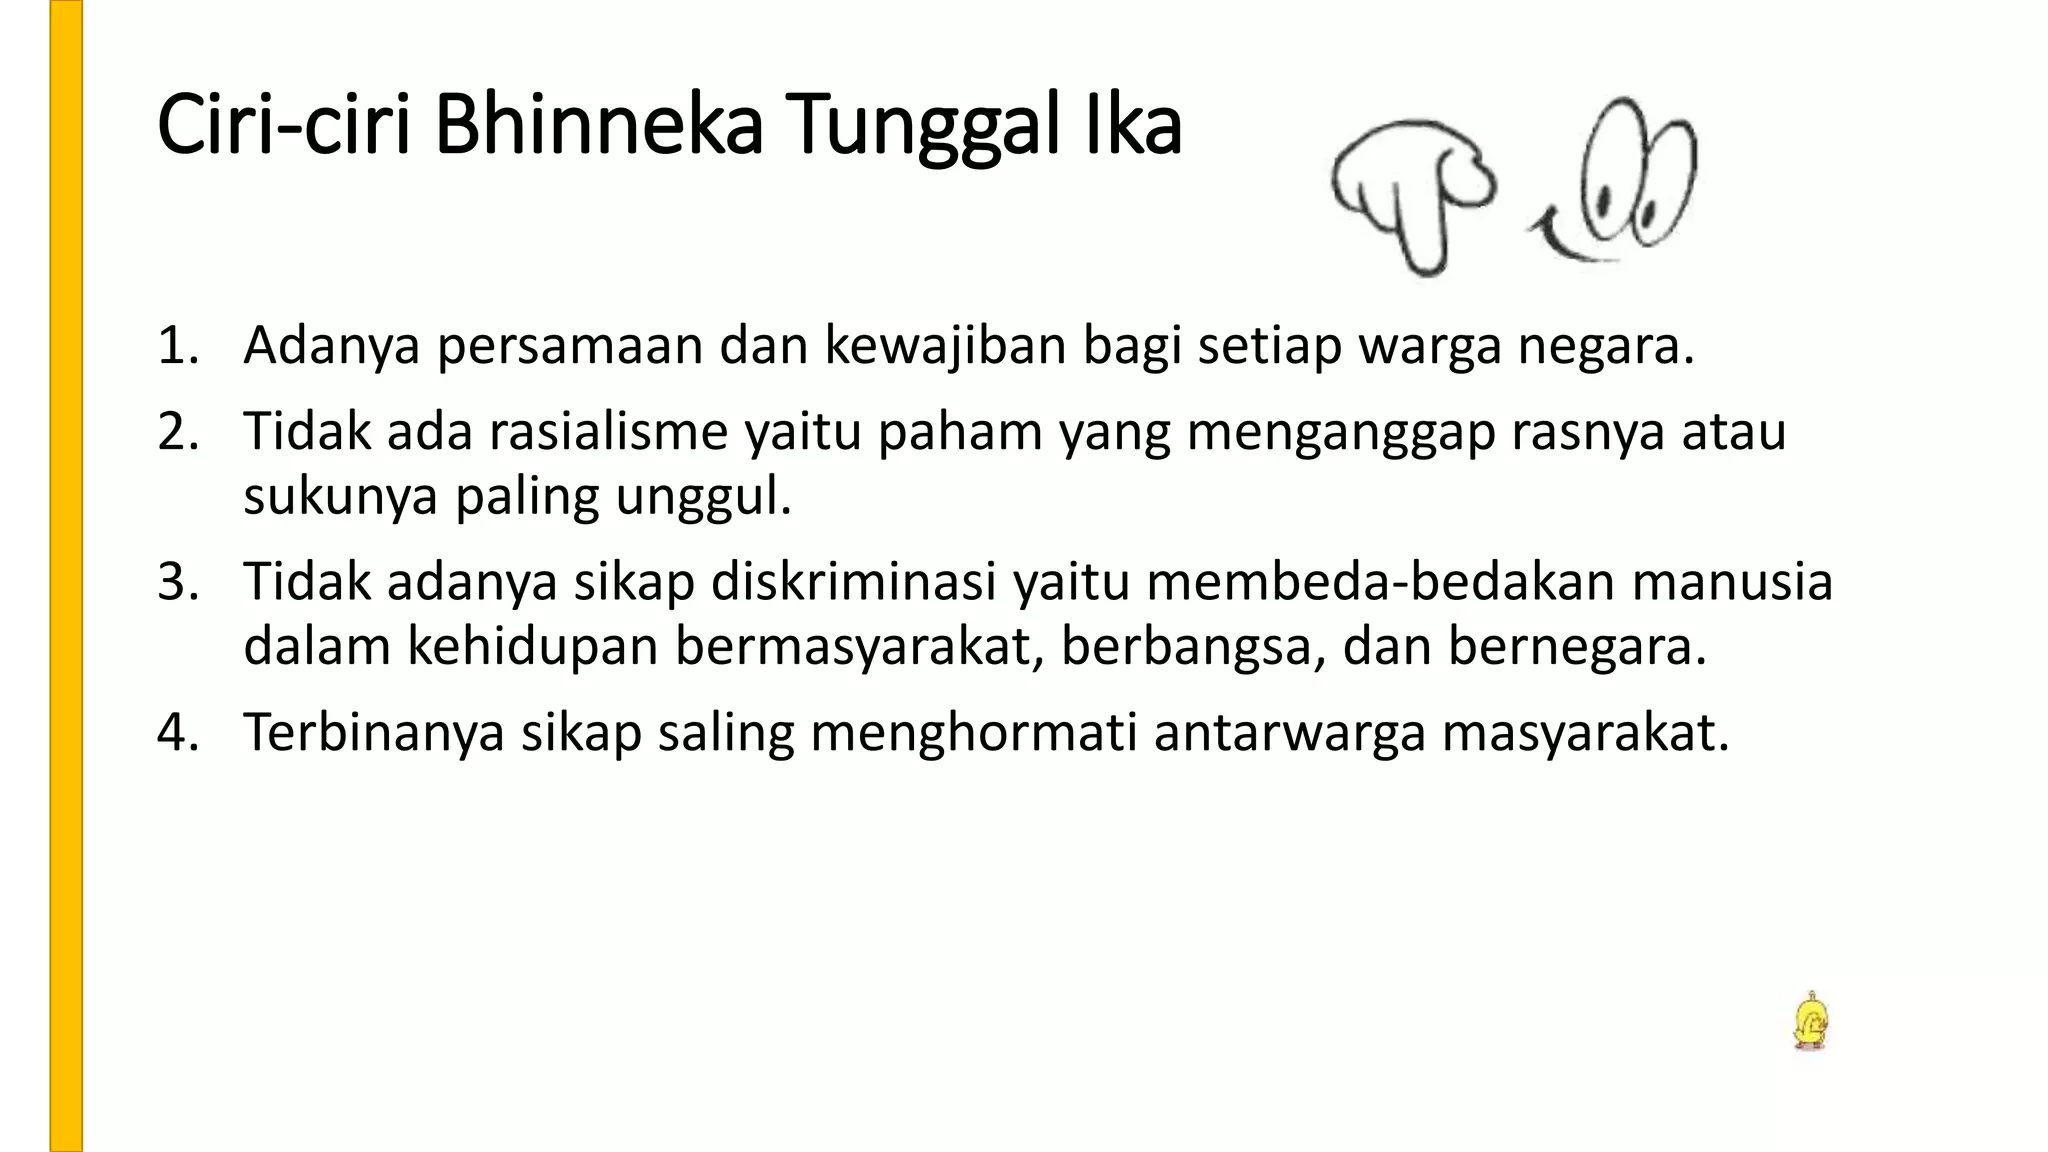 Ciri-ciri Bhinneka Tunggal Ika
1. Adanya persamaan dan kewajiban bagi setiap warga negara.
2. Tidak ada rasialisme yaitu paham yang menganggap rasnya atau
sukunya paling unggul.
3. Tidak adanya sikap diskriminasi yaitu membeda-bedakan manusia
dalam kehidupan bermasyarakat, berbangsa, dan bernegara.
4. Terbinanya sikap saling menghormati antarwarga masyarakat.